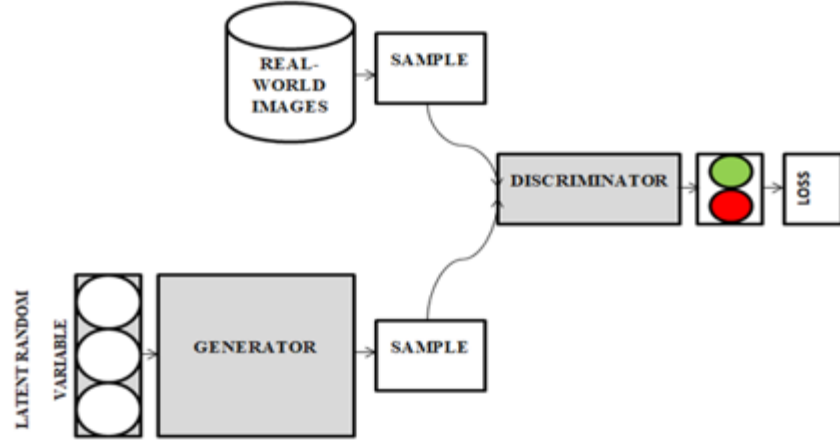 REAL-
WORLD
IMAGES
SAMPLE
DISCRIMINATOR
LOSS
LATENT RANDOM
VARIABLE
GENERATOR
SAMPLE